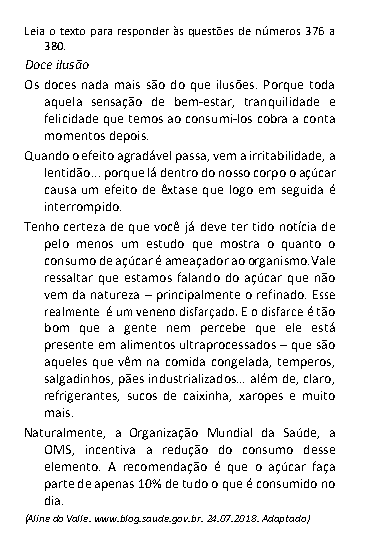 Leia o texto para responder às questões de números 376 a
380.
Doce ilusão
Os doces nada mais são do que ilusões. Porque toda
aquela sensação de bem-estar, tranquilidade e
felicidade que temos ao consumi-los cobra a conta
momentos depois.
Quando o efeito agradável passa, vem a irritabilidade, a
lentidão... porque lá dentro do nosso corpo o açúcar
causa um efeito de êxtase que logo em seguida é
interrompido.
Tenho certeza de que você já deve ter tido notícia de
pelo menos um estudo que mostra o quanto o
consumo de açúcar é ameaçador ao organismo. Vale
ressaltar que estamos falando do açúcar que não
vem da natureza – principalmente o refinado. Esse
realmente é um veneno disfarçado. E o disfarce é tão
bom que a gente nem percebe que ele está
presente em alimentos ultraprocessados – que são
aqueles que vêm na comida congelada, temperos,
salgadinhos, pães industrializados... além de, claro,
refrigerantes, sucos de caixinha, xaropes e muito
mais.
Naturalmente, a Organização Mundial da Saúde, a
OMS, incentiva a redução do consumo desse
elemento. A recomendação é que o açúcar faça
parte de apenas 10% de tudo o que é consumido no
dia.
(Aline do Valle. www.blog.saude.gov.br. 24.07.2018. Adaptado)